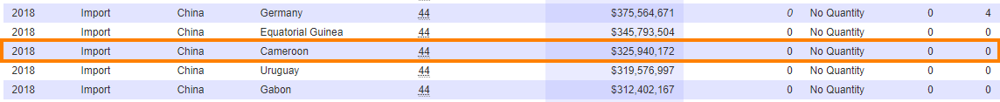 2018 Import China Germany 44 $375,564,671 0 No Quantity 0 4
2018 Import China Equatorial Guinea 44 $345,793,504 0 No Quantity 0 0
2018 Import China Cameroon 44 $325,940,172 0 No Quantity 0 0
2018 Import China Uruguay 44 $319,576,997 0 No Quantity 0 0
2018 Import China Gabon 44 $312,402,167 0 No Quantity 0 0